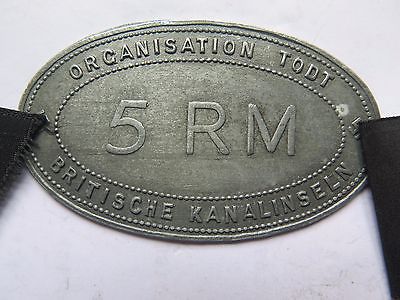 ORGANISATION TODT
5 RM
BRITISCHE KANALINSELN